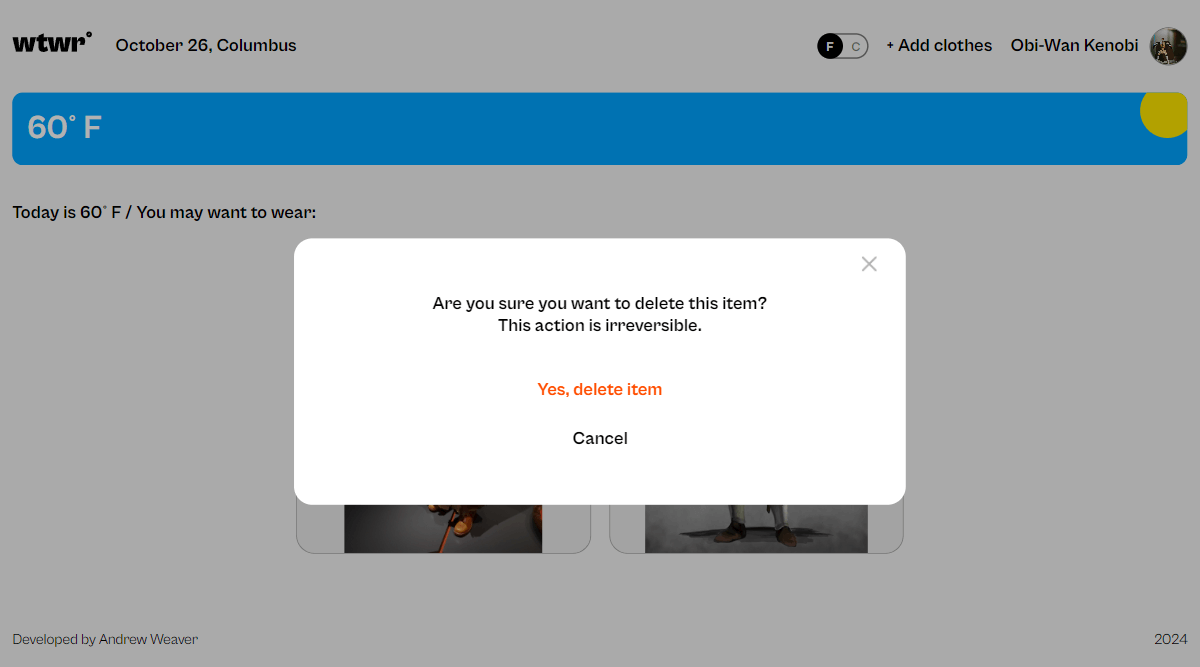 wtwr°
October 26, Columbus
F C
+ Add clothes
Obi-Wan Kenobi
60° F
Today is 60° F / You may want to wear:
Are you sure you want to delete this item?
This action is irreversible.
Yes, delete item
Cancel
Developed by Andrew Weaver
2024